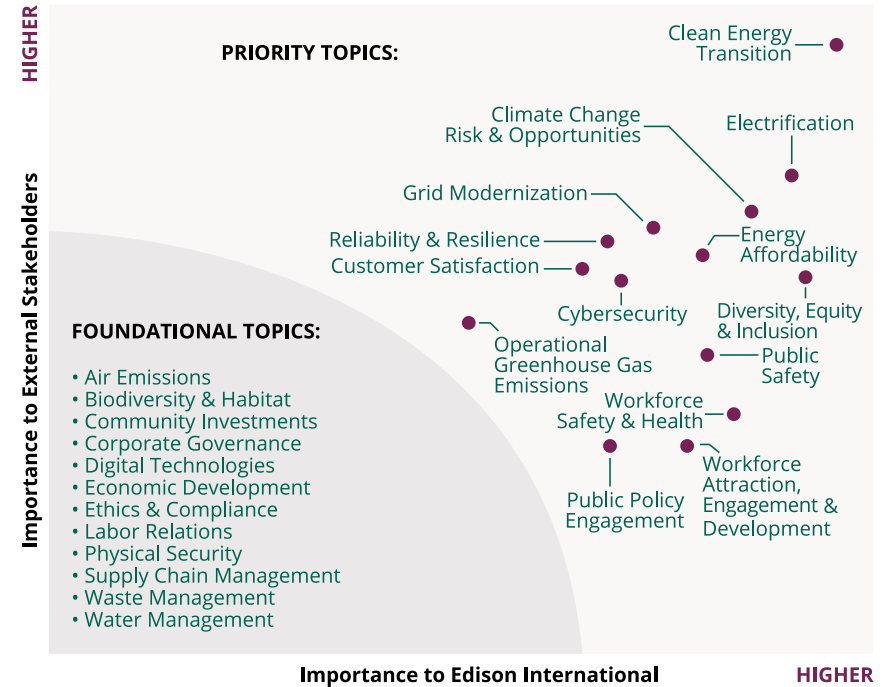 HIGHER
Importance to External Stakeholders
PRIORITY TOPICS:
Clean Energy
Transition
Climate Change
Risk & Opportunities
Electrification
Grid Modernization
Reliability & Resilience
Energy
Affordability
Customer Satisfaction
Cybersecurity
Diversity, Equity
& Inclusion
Operational
Greenhouse Gas
Emissions
Public
Safety
Workforce
Safety & Health
Public Policy
Engagement
Workforce
Attraction,
Engagement &
Development
FOUNDATIONAL TOPICS:
• Air Emissions
• Biodiversity & Habitat
• Community Investments
• Corporate Governance
• Digital Technologies
• Economic Development
• Ethics & Compliance
• Labor Relations
• Physical Security
• Supply Chain Management
• Waste Management
• Water Management
Importance to Edison International
HIGHER